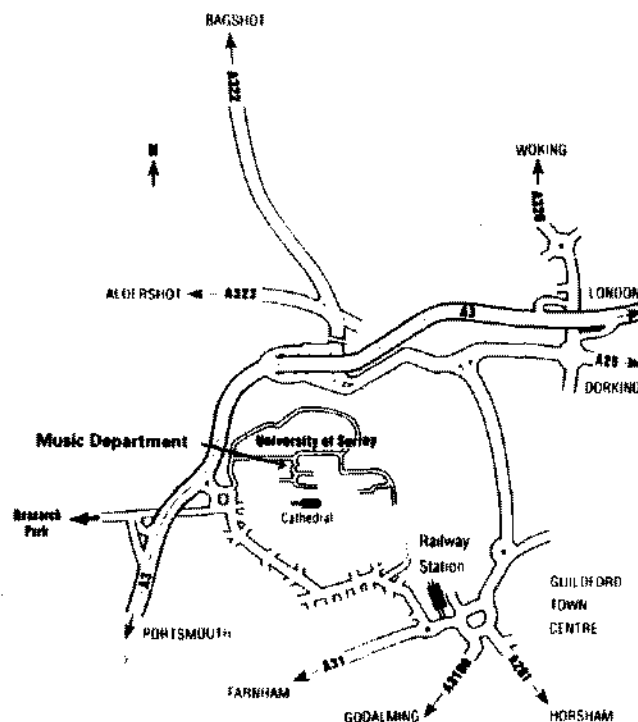 BAGSHOT
A322
N
WOKING
A320
ALDERSHOT
A323
LONDON
A3
A25
DORKING
Music Department
University of Surrey
Research
Park
Cathedral
Railway
Station
A3
GUILDFORD
TOWN
CENTRE
PORTSMOUTH
A31
FARNHAM
A3100
A281
GODALMING
HORSHAM